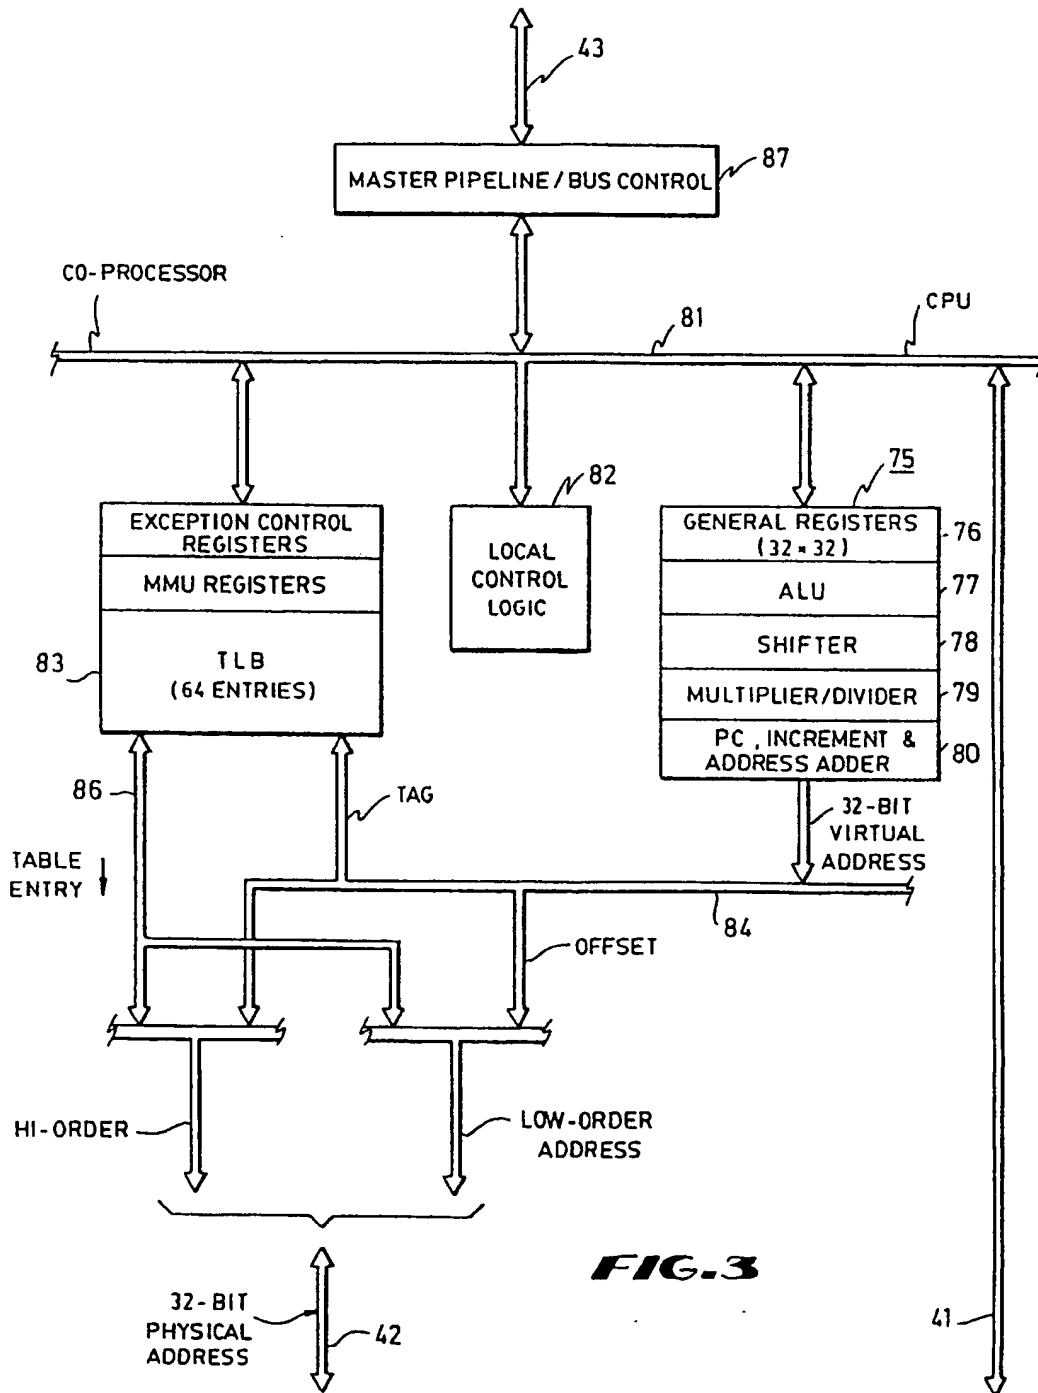 43
MASTER PIPELINE/BUS CONTROL
87
CO-PROCESSOR
81
CPU
EXCEPTION CONTROL
REGISTERS
MMU REGISTERS
83
TLB
(64 ENTRIES)
82
LOCAL
CONTROL
LOGIC
75
GENERAL REGISTERS
(32 × 32)
76
ALU
77
SHIFTER
78
MULTIPLIER/DIVIDER
79
PC, INCREMENT &
ADDRESS ADDER
80
86
TAG
32-BIT
VIRTUAL
ADDRESS
TABLE
ENTRY
84
OFFSET
HI-ORDER
LOW-ORDER
ADDRESS
FIG.3
32-BIT
PHYSICAL
ADDRESS
42
41